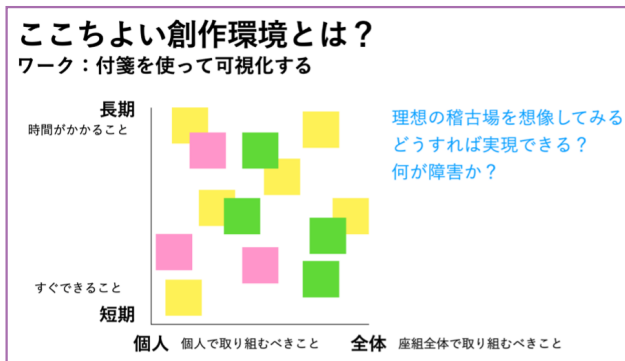 ここちよい創作環境とは？
ワーク：付箋を使って可視化する
長期
時間がかかること
理想の稽古場を想像してみる
どうすれば実現できる？
何が障害か？
すぐできること
短期
個人 個人で取り組むべきこと 全体 座組全体で取り組むべきこと